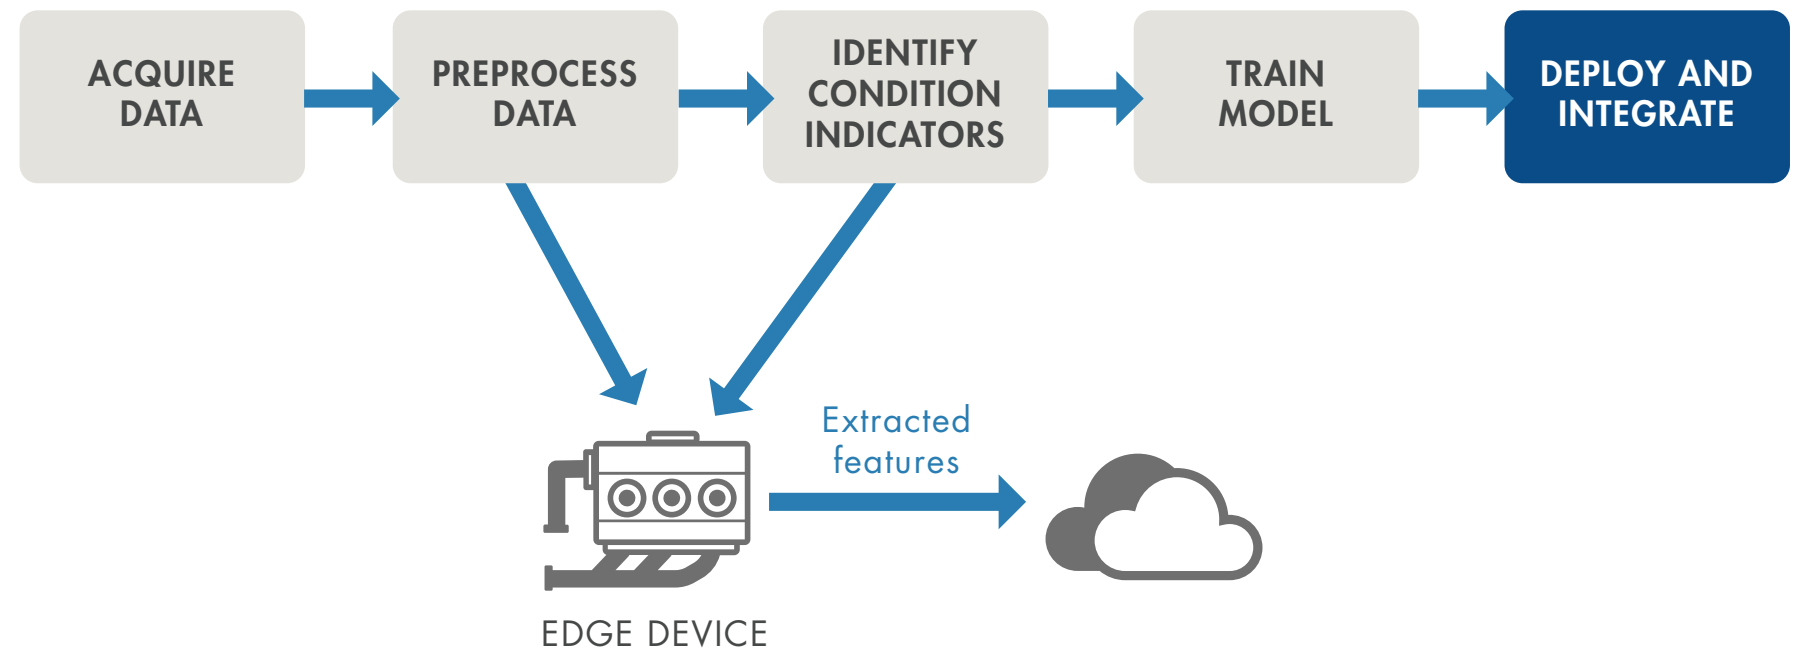 ACQUIRE
DATA
PREPROCESS
DATA
IDENTIFY
CONDITION
INDICATORS
TRAIN
MODEL
DEPLOY AND
INTEGRATE
Extracted
features
EDGE DEVICE